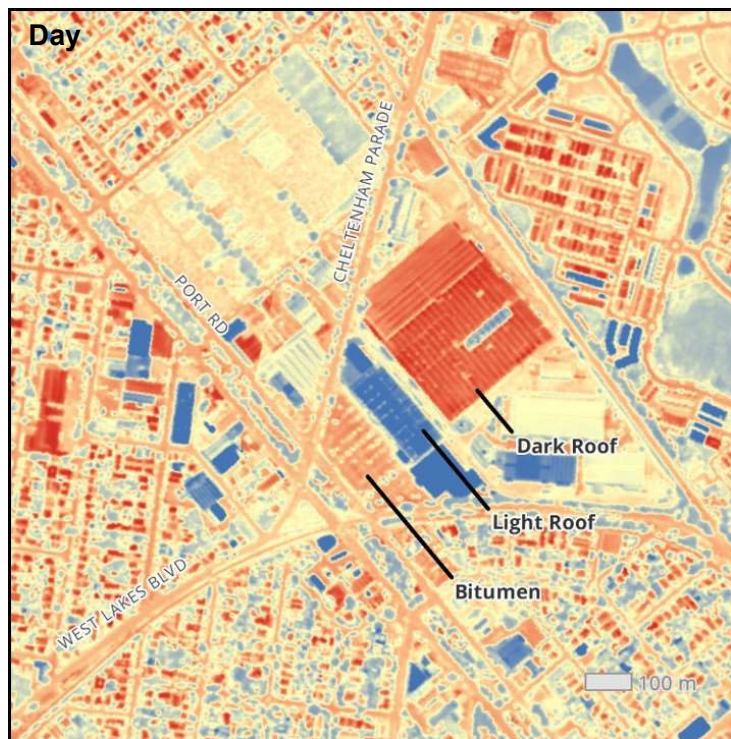 Day
CHELTENHAM PARADE
PORT RD
Dark Roof
Light Roof
Bitumen
WEST LAKES BLVD
100 m